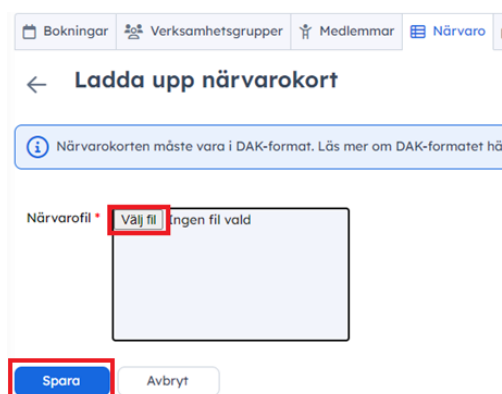 Bokningar Verksamhetsgrupper Medlemmar Närvaro
Ladda upp närvarokort
Närvarokorten måste vara i DAK-format. Läs mer om DAK-formatet hä
Närvarofil * Välj fil Ingen fil vald
Spara Avbryt